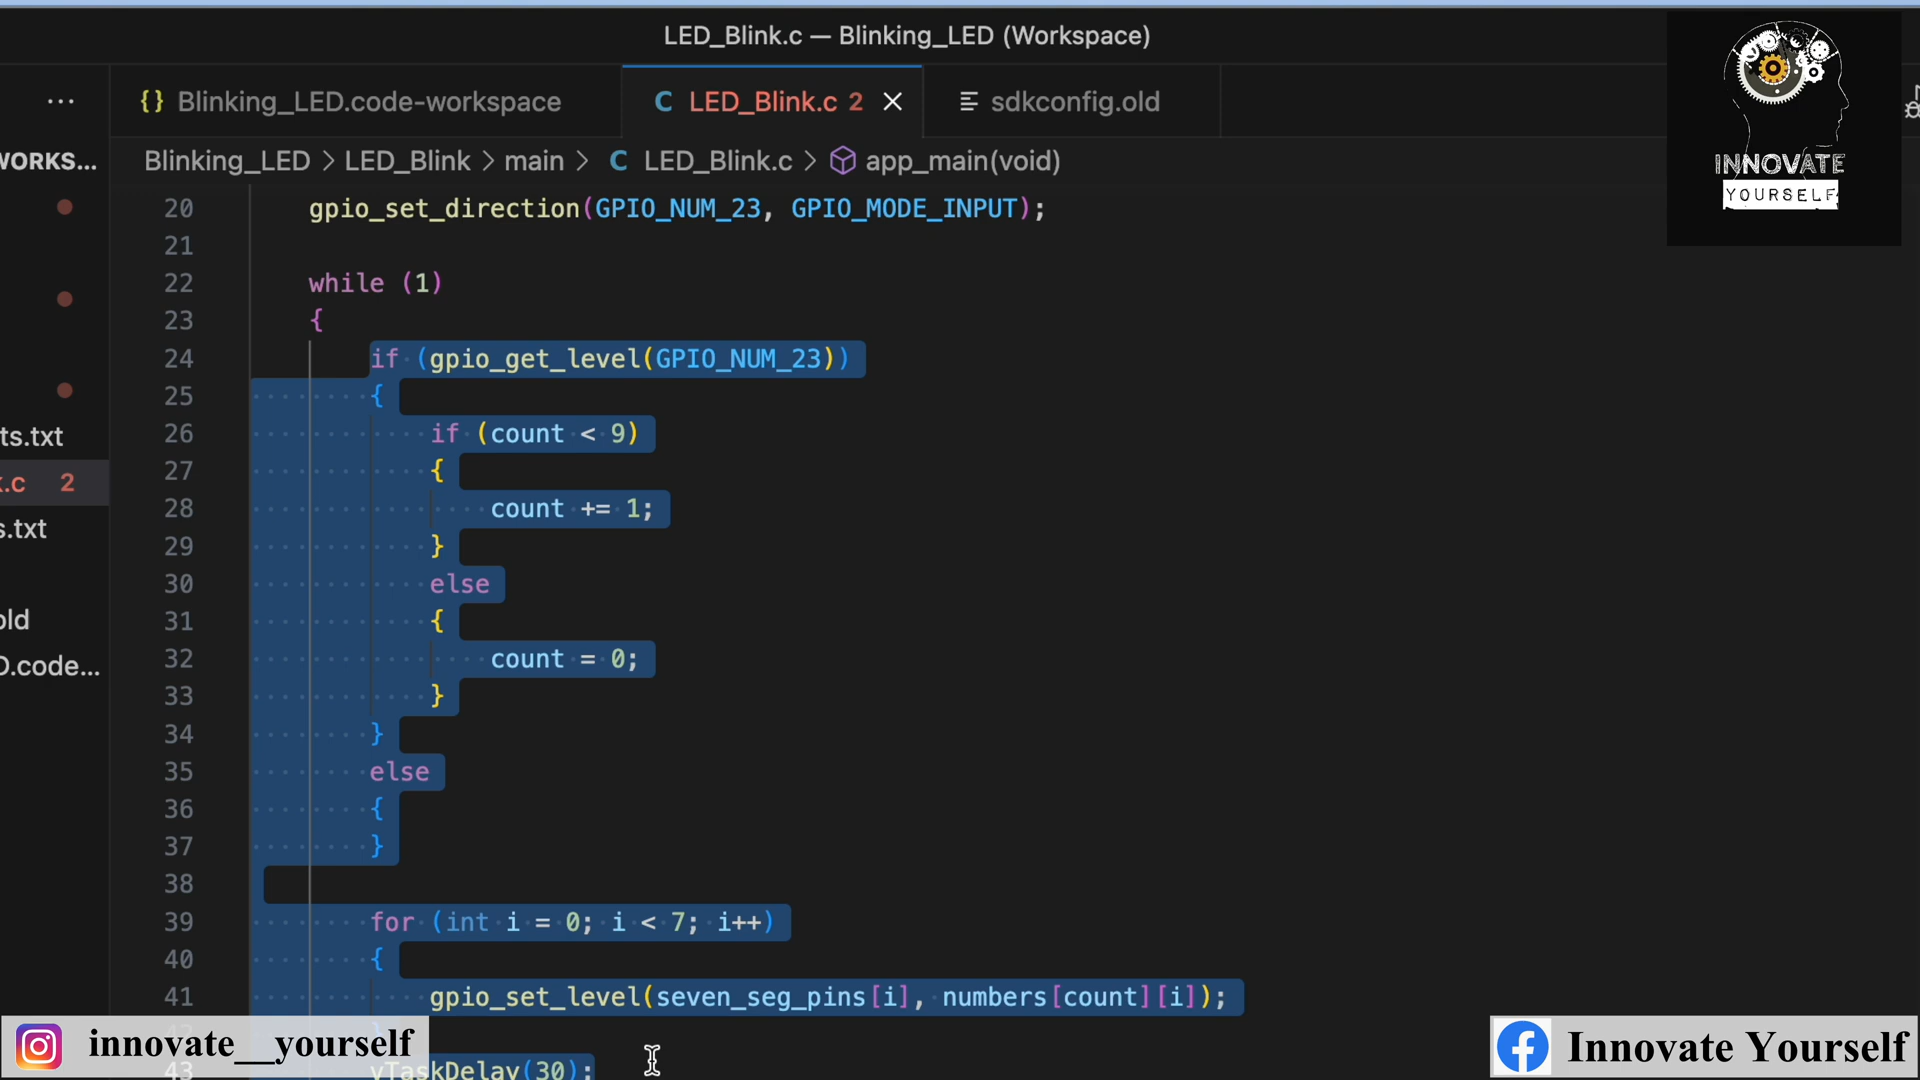 LED_Blink.c — Blinking_LED (Workspace)
{} Blinking_LED.code-workspace
C LED_Blink.c 2
sdkconfig.old
INNOVATE
YOURSELF
WORKS...
Blinking_LED > LED_Blink > main > C LED_Blink.c > app_main(void)
20 gpio_set_direction(GPIO_NUM_23, GPIO_MODE_INPUT);
21
22 while (1)
23 {
24 if (gpio_get_level(GPIO_NUM_23))
25 {
26 if (count < 9)
27 {
28 count += 1;
29 }
30 else
31 {
32 count = 0;
33 }
34 }
35 else
36 {
37 }
38
39 for (int i = 0; i < 7; i++)
40 {
41 gpio_set_level(seven_seg_pins[i], numbers[count][i]);
43 vTaskDelay(30);
ts.txt
k.c 2
s.txt
old
D.code...
innovate__yourself
Innovate Yourself